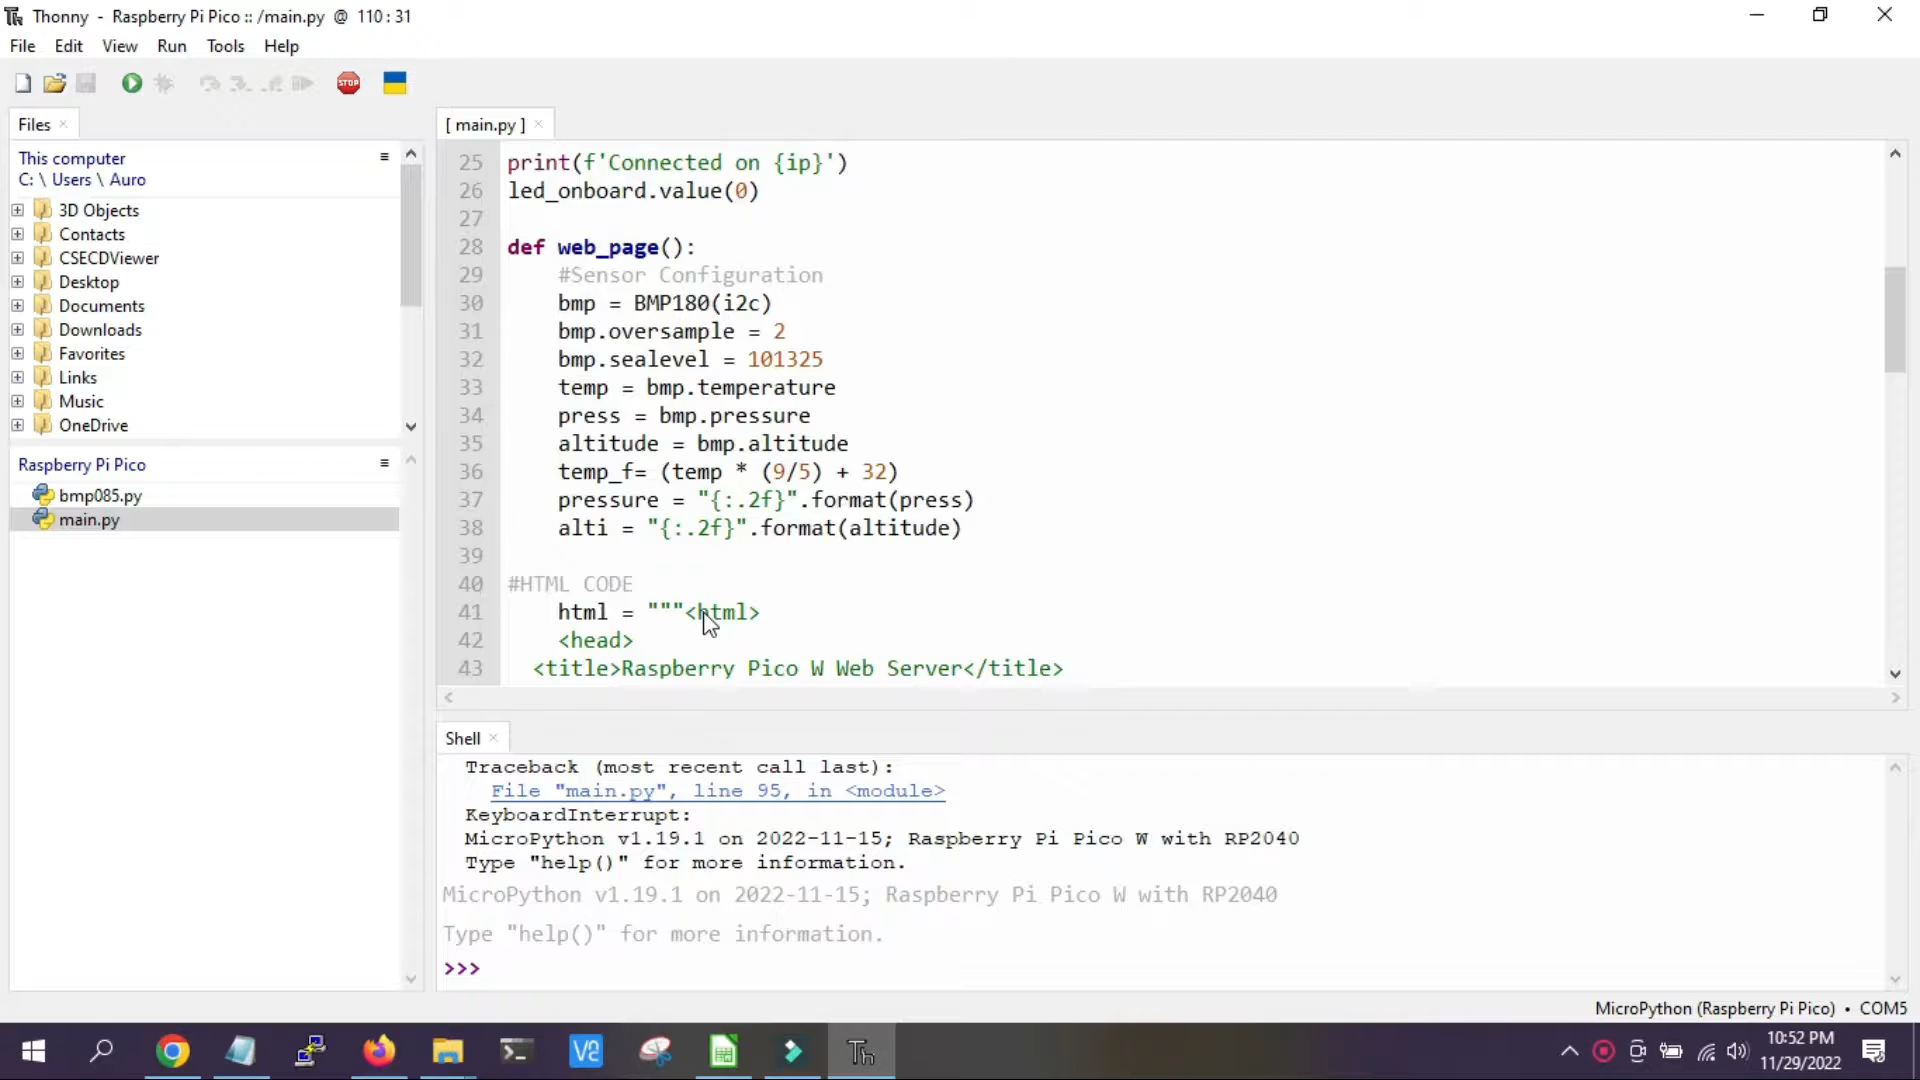 Thonny - Raspberry Pi Pico :: /main.py @ 110 : 31
File Edit View Run Tools Help
STOP
Files
This computer
C: \ Users \ Auro
3D Objects
Contacts
CSECDViewer
Desktop
Documents
Downloads
Favorites
Links
Music
OneDrive
Raspberry Pi Pico
bmp085.py
main.py
[ main.py ]
25 print(f'Connected on {ip}')
26 led_onboard.value(0)
27
28 def web_page():
29 #Sensor Configuration
30 bmp = BMP180(i2c)
31 bmp.oversample = 2
32 bmp.sealevel = 101325
33 temp = bmp.temperature
34 press = bmp.pressure
35 altitude = bmp.altitude
36 temp_f= (temp * (9/5) + 32)
37 pressure = "{:.2f}".format(press)
38 alti = "{:.2f}".format(altitude)
39
40 #HTML CODE
41 html = """<html>
42 <head>
43 <title>Raspberry Pico W Web Server</title>
Shell
Traceback (most recent call last):
File "main.py", line 95, in <module>
KeyboardInterrupt:
MicroPython v1.19.1 on 2022-11-15; Raspberry Pi Pico W with RP2040
Type "help()" for more information.
MicroPython v1.19.1 on 2022-11-15; Raspberry Pi Pico W with RP2040
Type "help()" for more information.
>>>
MicroPython (Raspberry Pi Pico) • COM5
Th
10:52 PM
11/29/2022